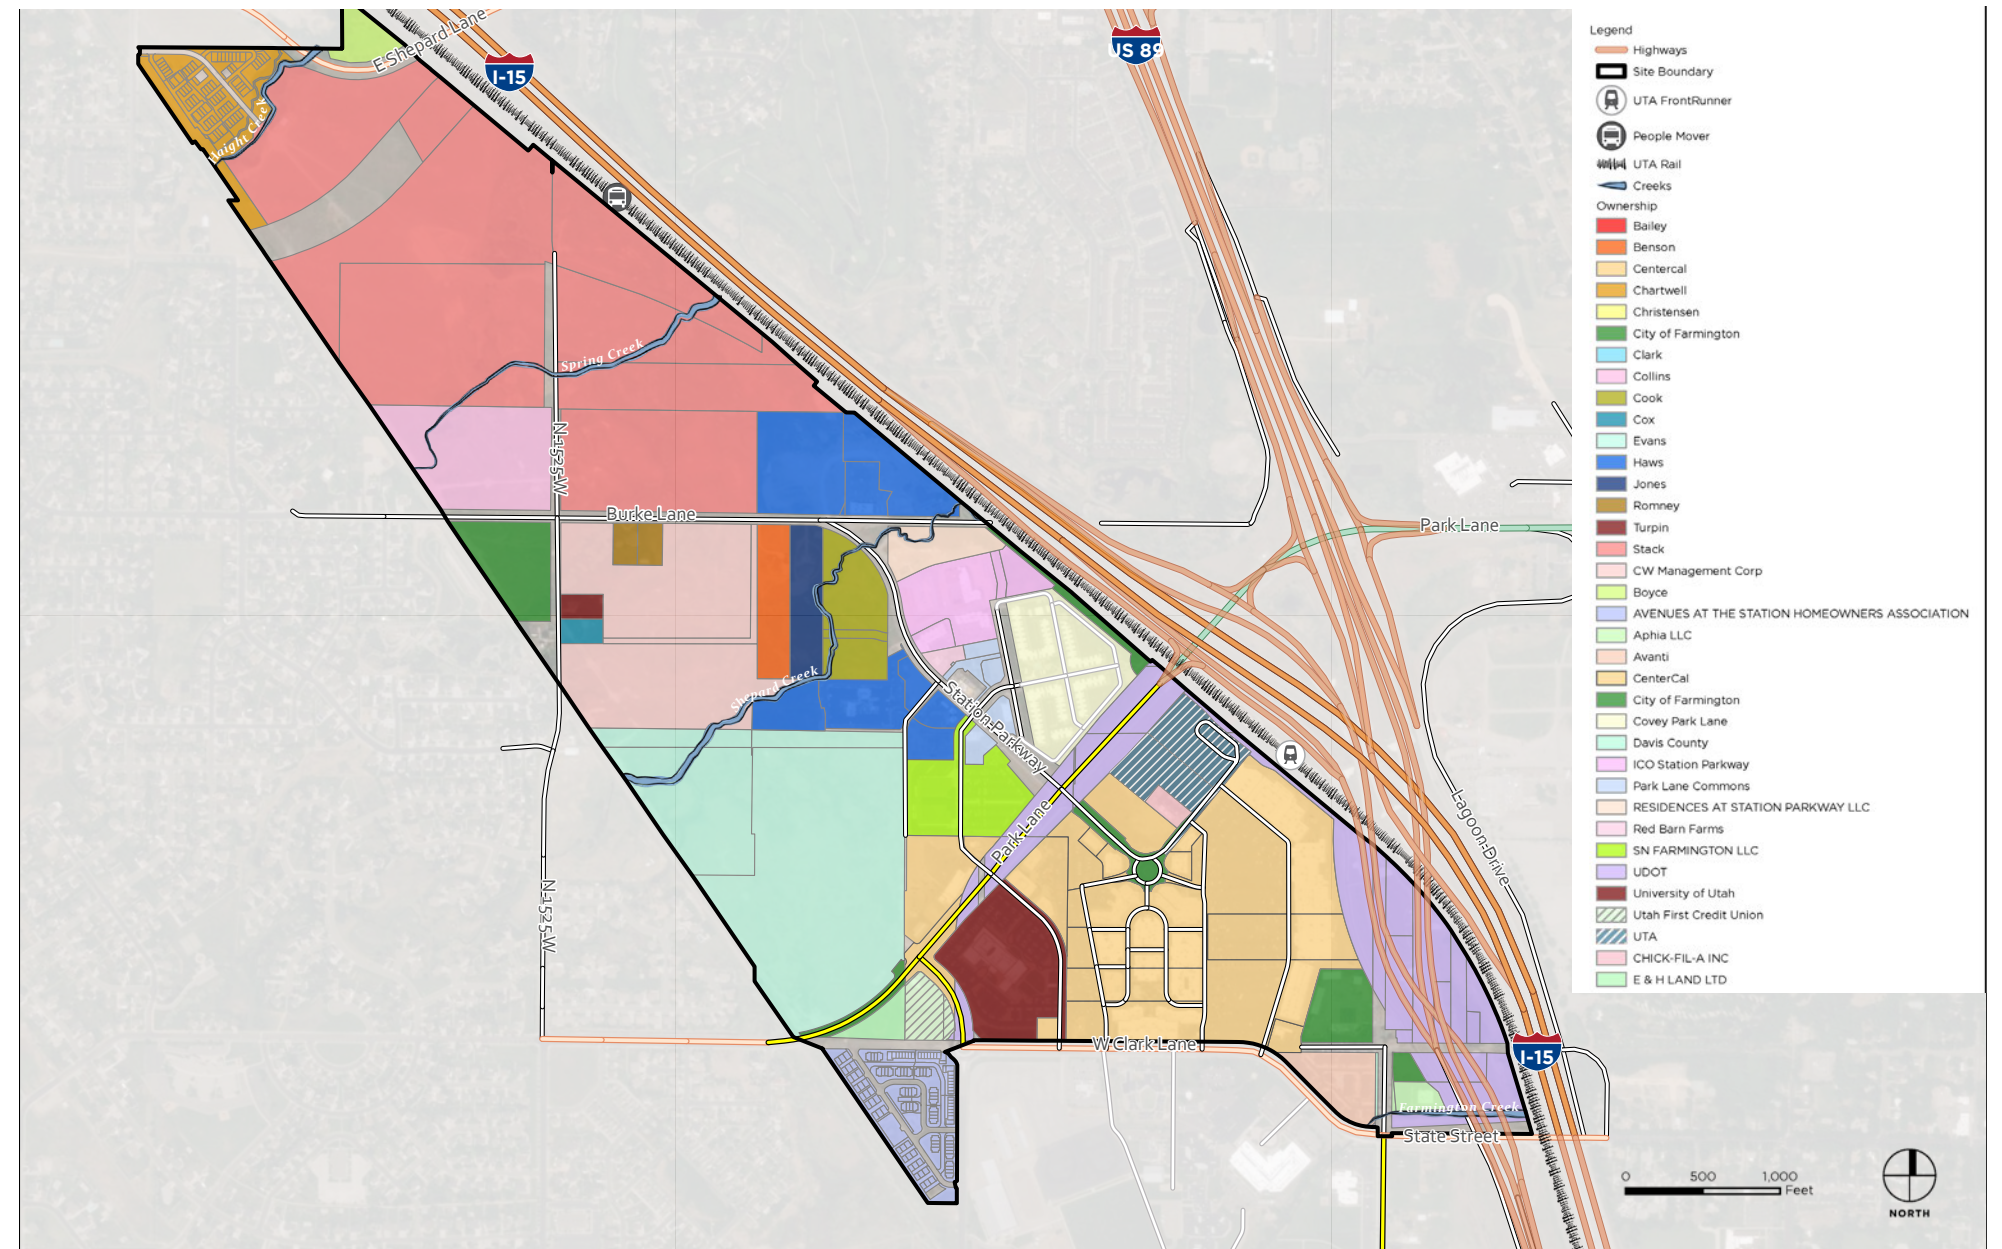 E Shepard Lane
I-15
US 89
Haight Creek
Spring Creek
N 1525 W
Burke Lane
Park Lane
Shepard Creek
Station Parkway
Park Lane
Lagoon Drive
N 1525 W
W Clark Lane
I-15
Farmington Creek
State Street
Legend
Highways
Site Boundary
UTA FrontRunner
People Mover
UTA Rail
Creeks
Ownership
Bailey
Benson
Centercal
Chartwell
Christensen
City of Farmington
Clark
Collins
Cook
Cox
Evans
Haws
Jones
Romney
Turpin
Stack
CW Management Corp
Boyce
AVENUES AT THE STATION HOMEOWNERS ASSOCIATION
Aphia LLC
Avanti
CenterCal
City of Farmington
Covey Park Lane
Davis County
ICO Station Parkway
Park Lane Commons
RESIDENCES AT STATION PARKWAY LLC
Red Barn Farms
SN FARMINGTON LLC
UDOT
University of Utah
Utah First Credit Union
UTA
CHICK-FIL-A INC
E & H LAND LTD
0 500 1,000
Feet
NORTH